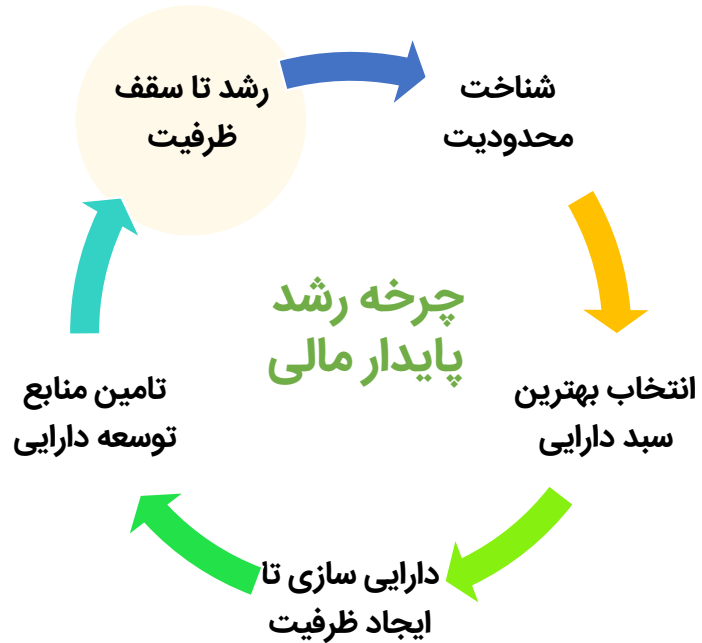 رشد تا سقف
ظرفیت
شناخت
محدودیت
چرخه رشد
پایدار مالی
انتخاب بهترین
سبد دارایی
دارایی سازی تا
ایجاد ظرفیت
تامین منابع
توسعه دارایی